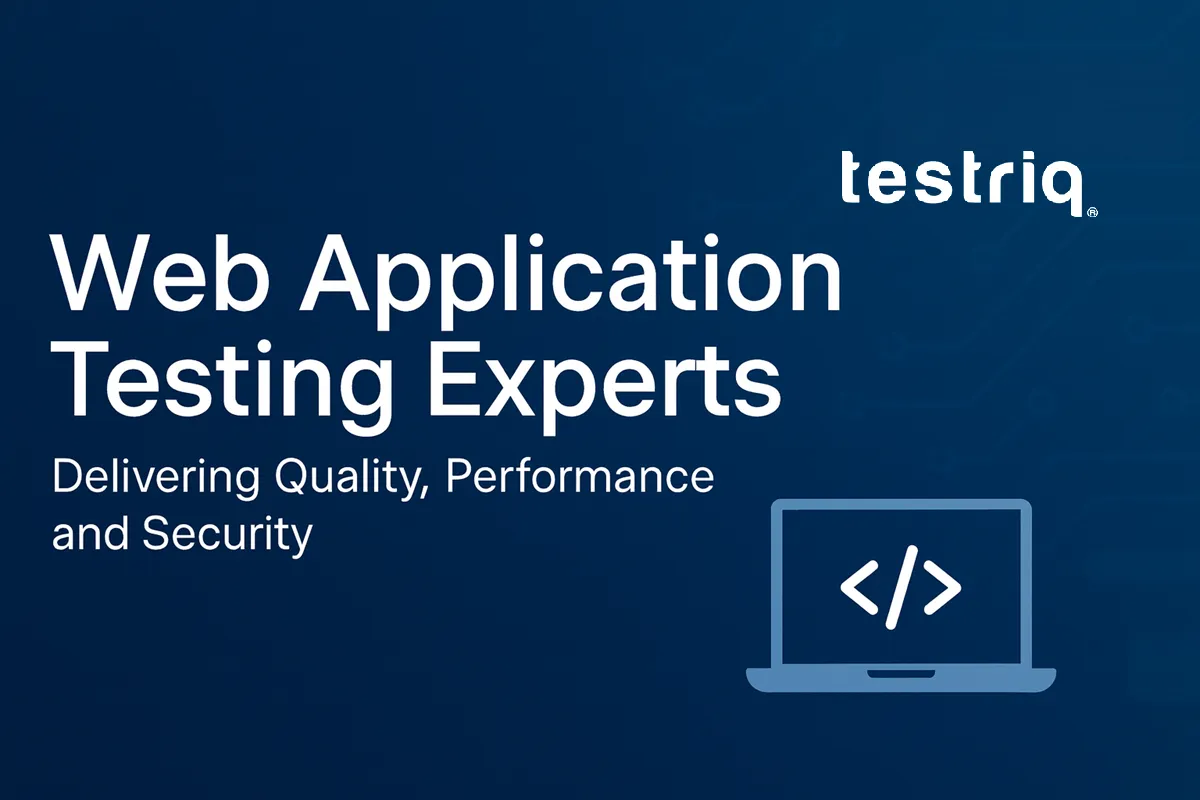 testriq®
Web Application
Testing Experts
Delivering Quality, Performance
and Security
</>